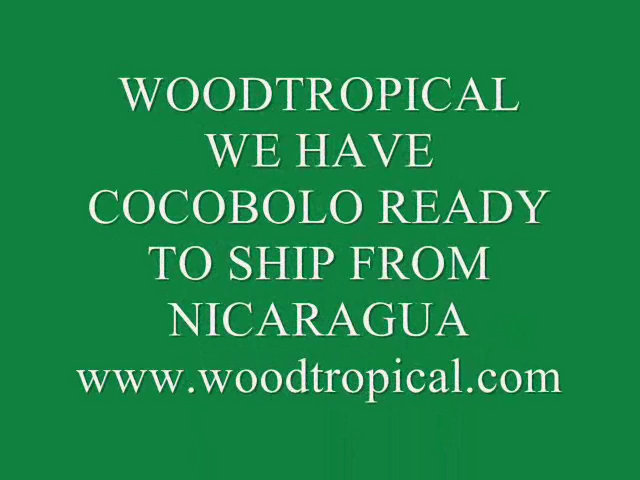 WOODTROPICAL
WE HAVE
COCOBOLO READY
TO SHIP FROM
NICARAGUA
www.woodtropical.com